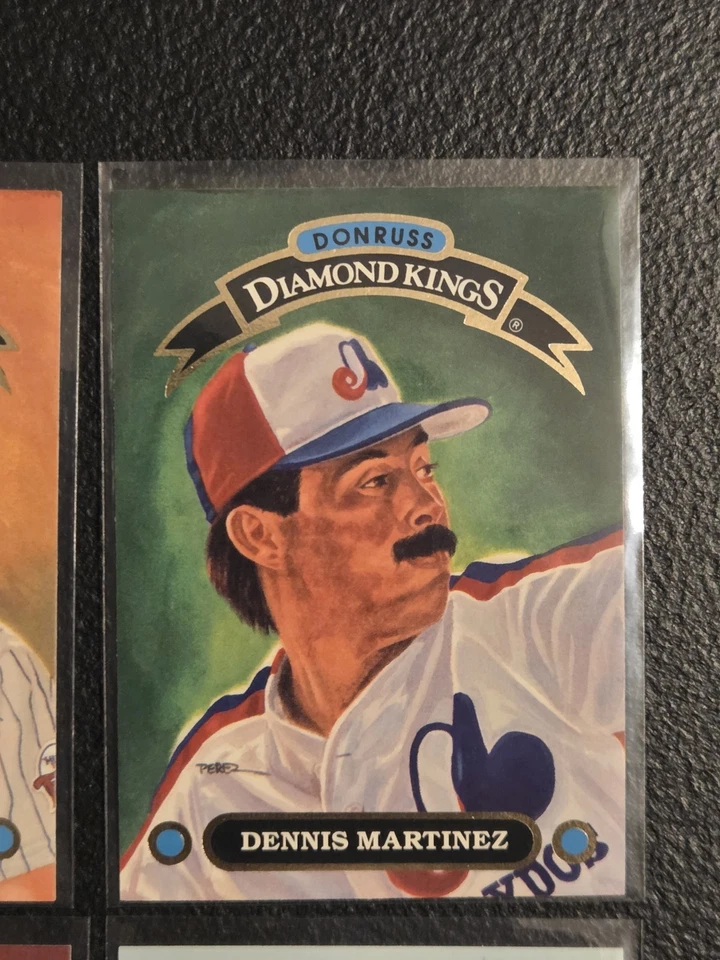 DONRUSS
DIAMOND KINGS
®
PEREZ
DENNIS MARTINEZ